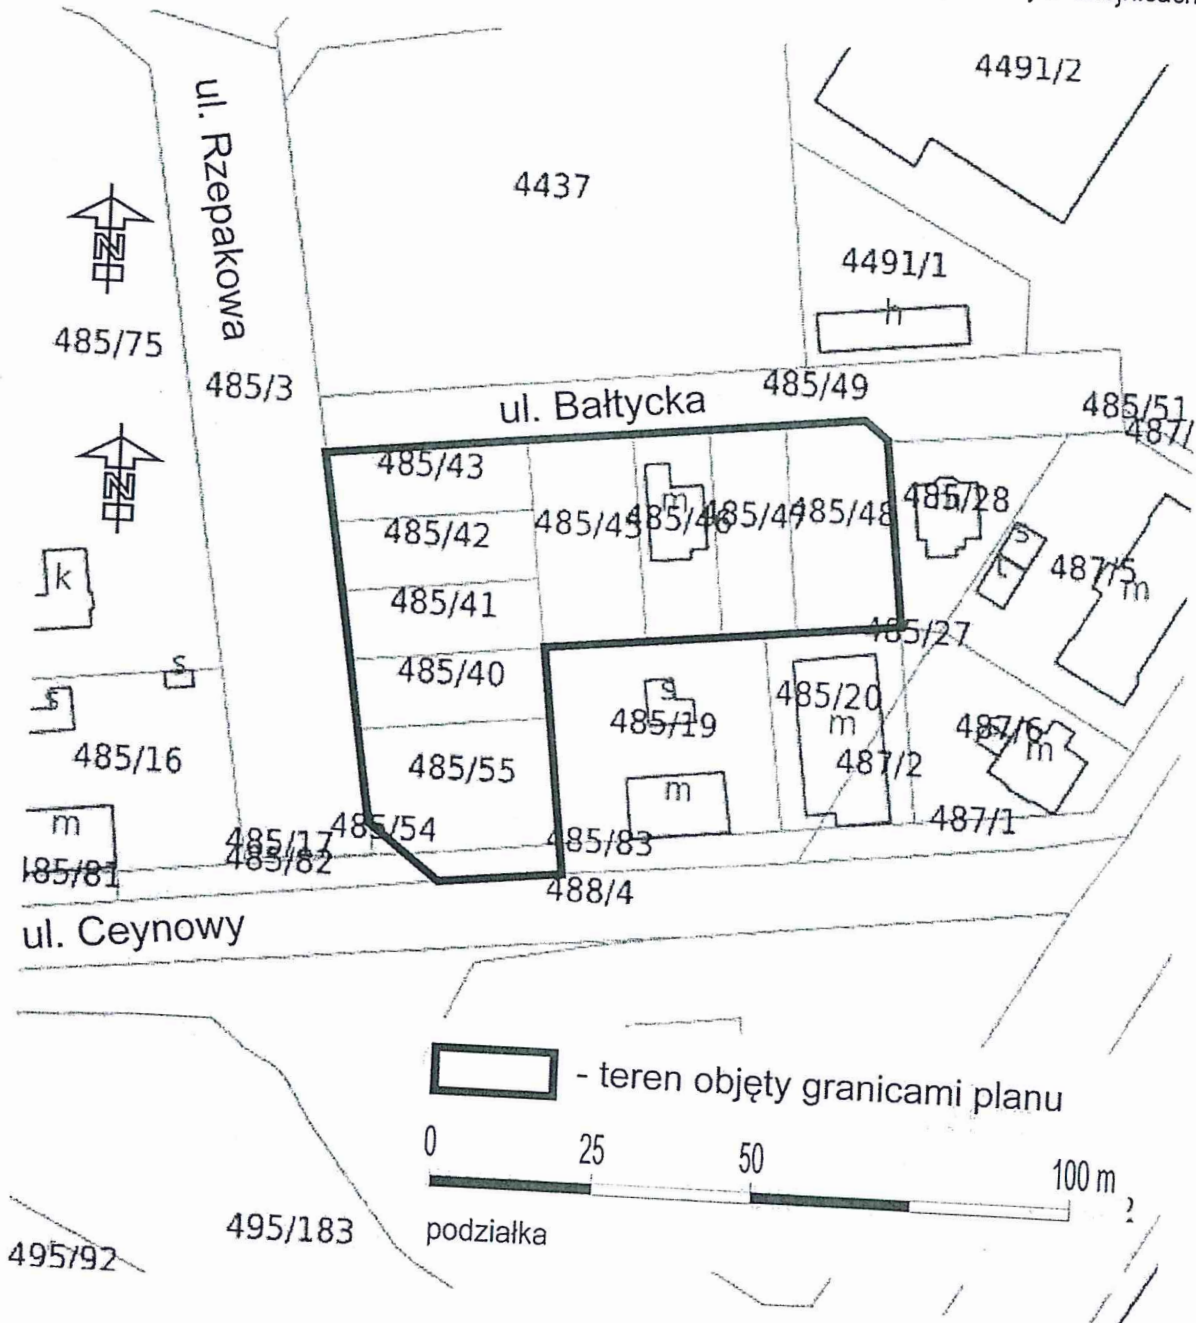 4491/2
ul. Rzepakowa
4437
4491/1
h
485/75
485/3
485/49
ul. Bałtycka
485/51
487/
485/43
485/42
485/45
m
485/46
485/47
485/48
485/28
s
t
487/5
m
k
485/41
485/27
s
485/40
s
s
485/19
485/20
m
487/6
m
485/16
485/55
m
487/2
m
485/17
485/54
485/82
485/83
487/1
485/81
488/4
ul. Ceynowy
- teren objęty granicami planu
0 25 50 100 m
podziałka
495/183
495/92